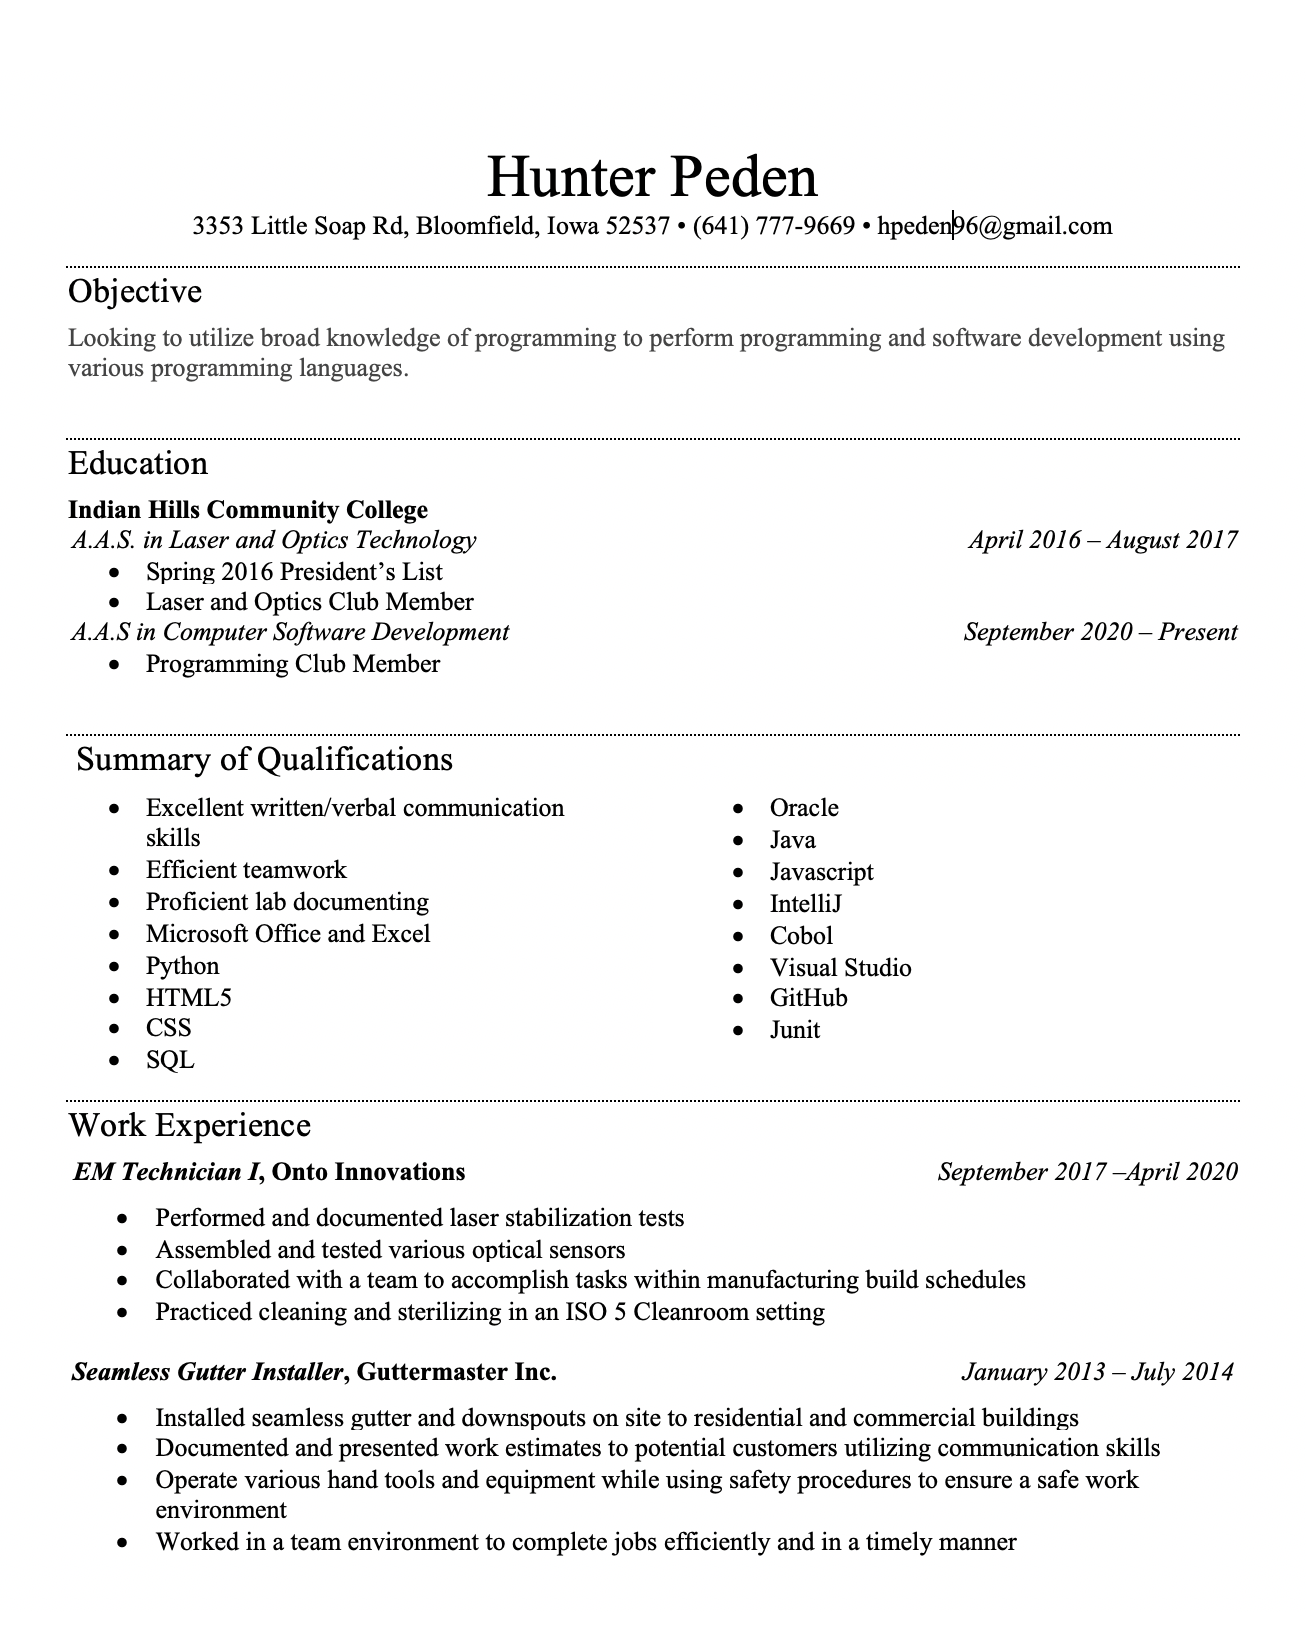 Hunter Peden
3353 Little Soap Rd, Bloomfield, Iowa 52537 • (641) 777-9669 • hpeden96@gmail.com
Objective
Looking to utilize broad knowledge of programming to perform programming and software development using
various programming languages.
Education
Indian Hills Community College
A.A.S. in Laser and Optics Technology April 2016 – August 2017
• Spring 2016 President’s List
• Laser and Optics Club Member
A.A.S in Computer Software Development September 2020 – Present
• Programming Club Member
Summary of Qualifications
• Excellent written/verbal communication
skills
• Efficient teamwork
• Proficient lab documenting
• Microsoft Office and Excel
• Python
• HTML5
• CSS
• SQL
• Oracle
• Java
• Javascript
• IntelliJ
• Cobol
• Visual Studio
• GitHub
• Junit
Work Experience
EM Technician I, Onto Innovations September 2017 –April 2020
• Performed and documented laser stabilization tests
• Assembled and tested various optical sensors
• Collaborated with a team to accomplish tasks within manufacturing build schedules
• Practiced cleaning and sterilizing in an ISO 5 Cleanroom setting
Seamless Gutter Installer, Guttermaster Inc. January 2013 – July 2014
• Installed seamless gutter and downspouts on site to residential and commercial buildings
• Documented and presented work estimates to potential customers utilizing communication skills
• Operate various hand tools and equipment while using safety procedures to ensure a safe work
environment
• Worked in a team environment to complete jobs efficiently and in a timely manner